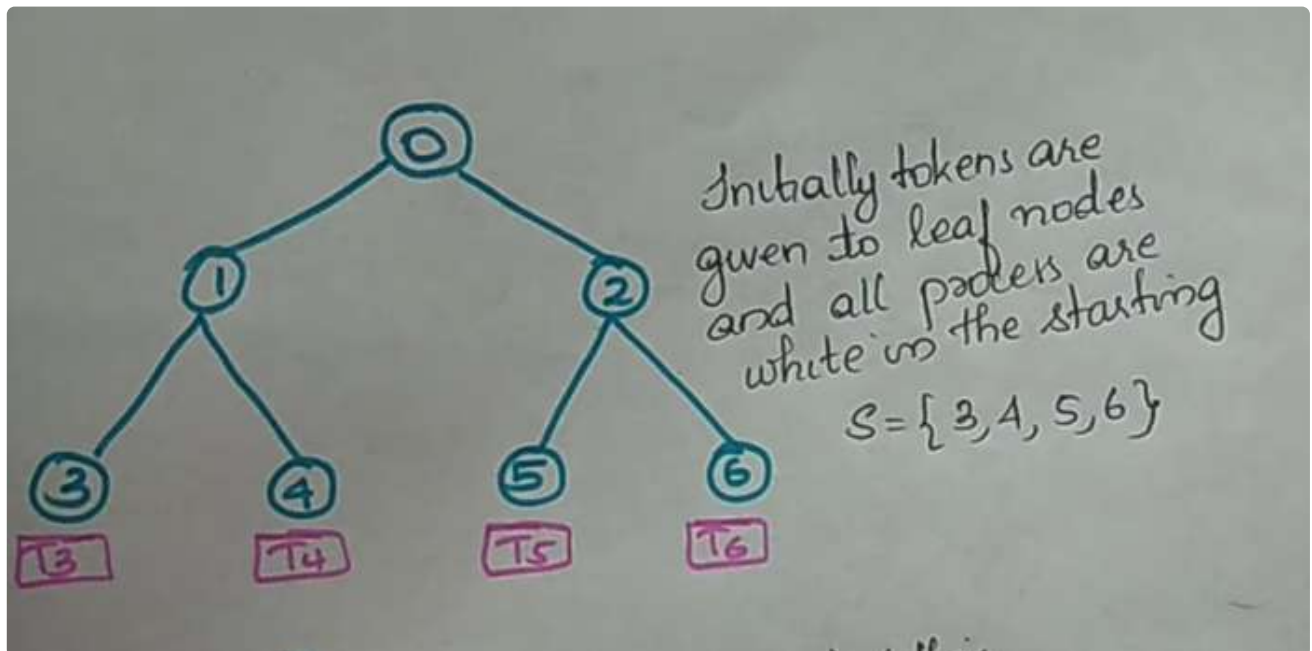 0
Initially tokens are
given to leaf nodes
1
2
and all are
white in the starting
S={3,4,5,6}
3
4
5
6
T3
T4
T5
T6